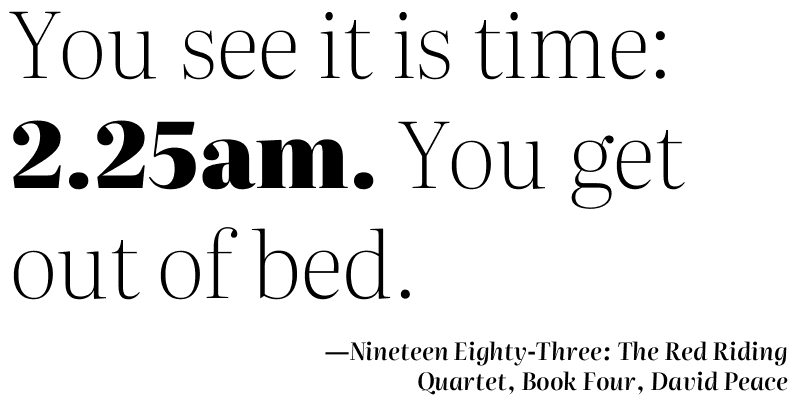 You see it is time:
2.25am. You get
out of bed.
—Nineteen Eighty-Three: The Red Riding
Quartet, Book Four, David Peace